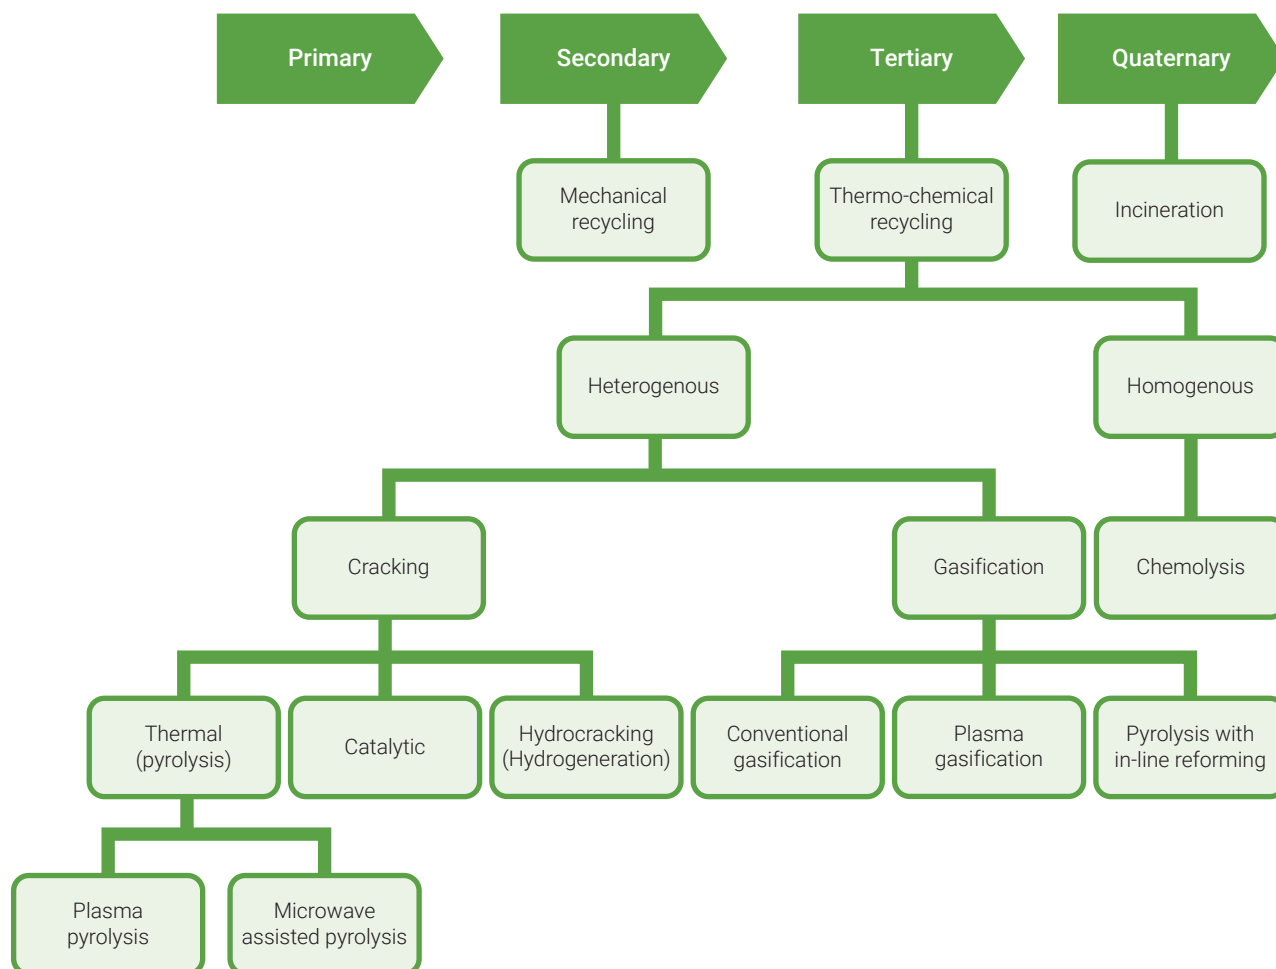 Primary
Secondary
Tertiary
Quaternary
Mechanical
recycling
Thermo-chemical
recycling
Incineration
Heterogenous
Homogenous
Cracking
Gasification
Chemolysis
Thermal
(pyrolysis)
Catalytic
Hydrocracking
(Hydrogeneration)
Conventional
gasification
Plasma
gasification
Pyrolysis with
in-line reforming
Plasma
pyrolysis
Microwave
assisted pyrolysis